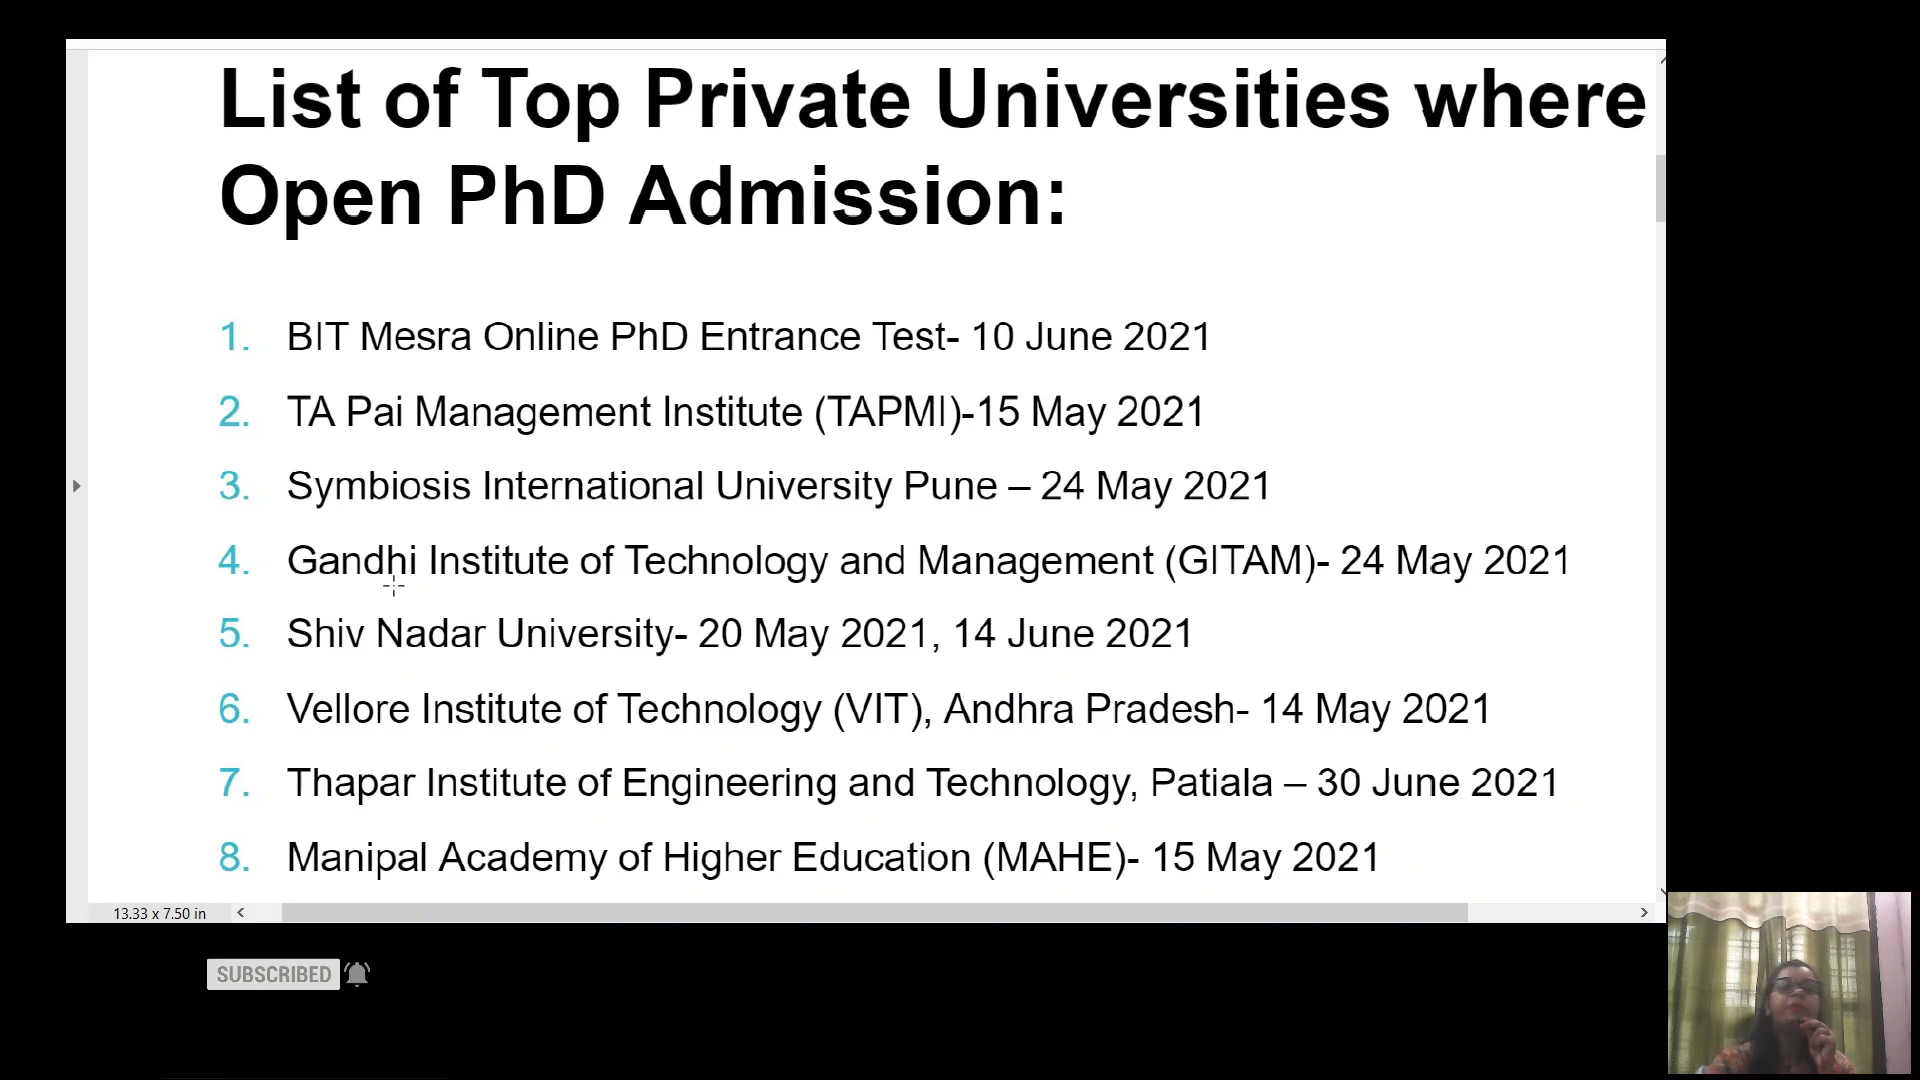 List of Top Private Universities where
Open PhD Admission:
1. BIT Mesra Online PhD Entrance Test- 10 June 2021
2. TA Pai Management Institute (TAPMI)-15 May 2021
3. Symbiosis International University Pune – 24 May 2021
4. Gandhi Institute of Technology and Management (GITAM)- 24 May 2021
5. Shiv Nadar University- 20 May 2021, 14 June 2021
6. Vellore Institute of Technology (VIT), Andhra Pradesh- 14 May 2021
7. Thapar Institute of Engineering and Technology, Patiala – 30 June 2021
8. Manipal Academy of Higher Education (MAHE)- 15 May 2021
13.33 x 7.50 in
SUBSCRIBED